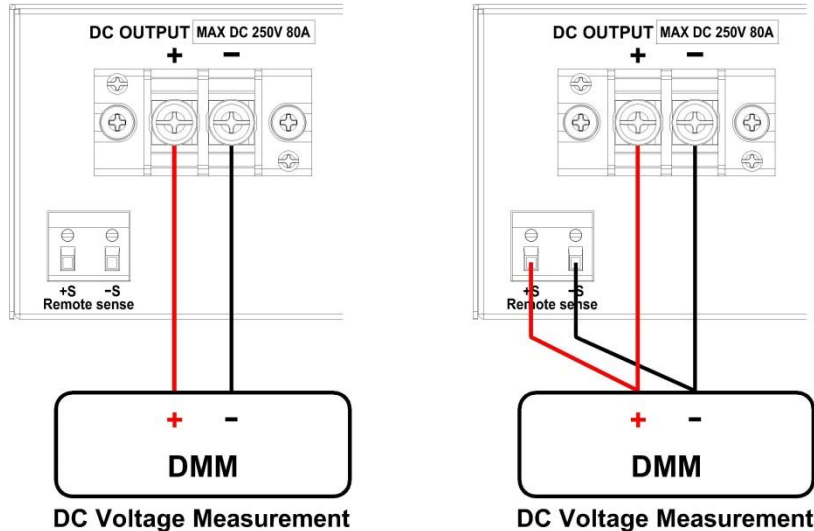 DC OUTPUT MAX DC 250V 80A
+ −
+S −S
Remote sense
+ −
DMM
DC Voltage Measurement
DC OUTPUT MAX DC 250V 80A
+ −
+S −S
Remote sense
+ −
DMM
DC Voltage Measurement